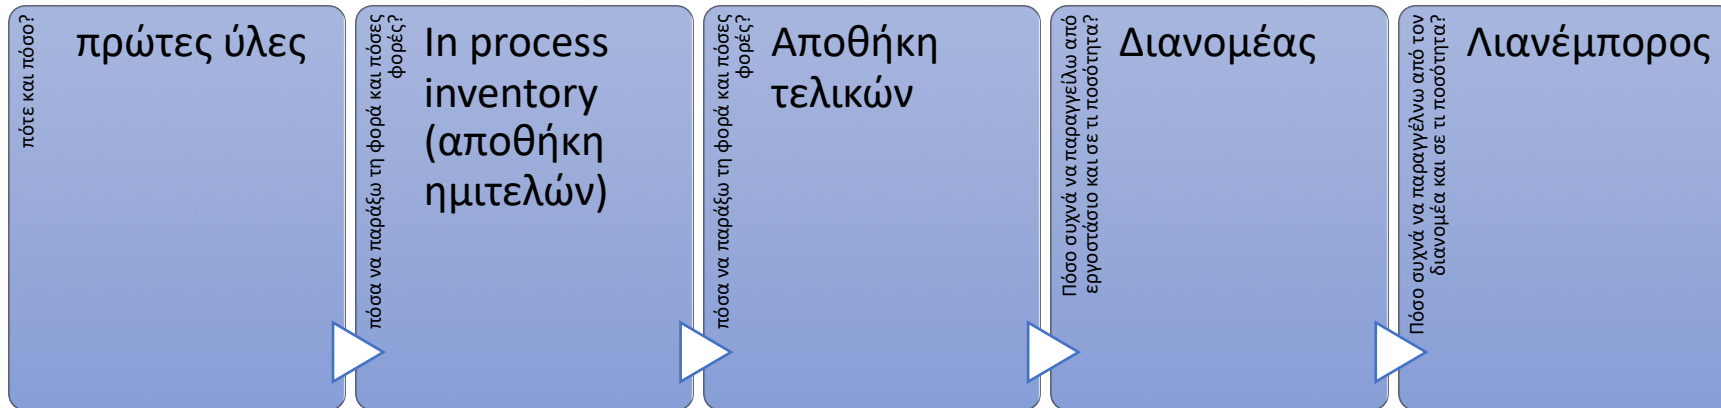 πότε και πόσο?
πρώτες ύλες
πόσα να παράξω τη φορά και πόσες
φορές?
In process
inventory
(αποθήκη
ημιτελών)
πόσα να παράξω τη φορά και πόσες
φορές?
Αποθήκη
τελικών
Πόσο συχνά να παραγγείλω από
εργοστάσιο και σε τι ποσότητα?
Διανομέας
Πόσο συχνά να παραγγέλνω από τον
διανομέα και σε τι ποσότητα?
Λιανέμπορος